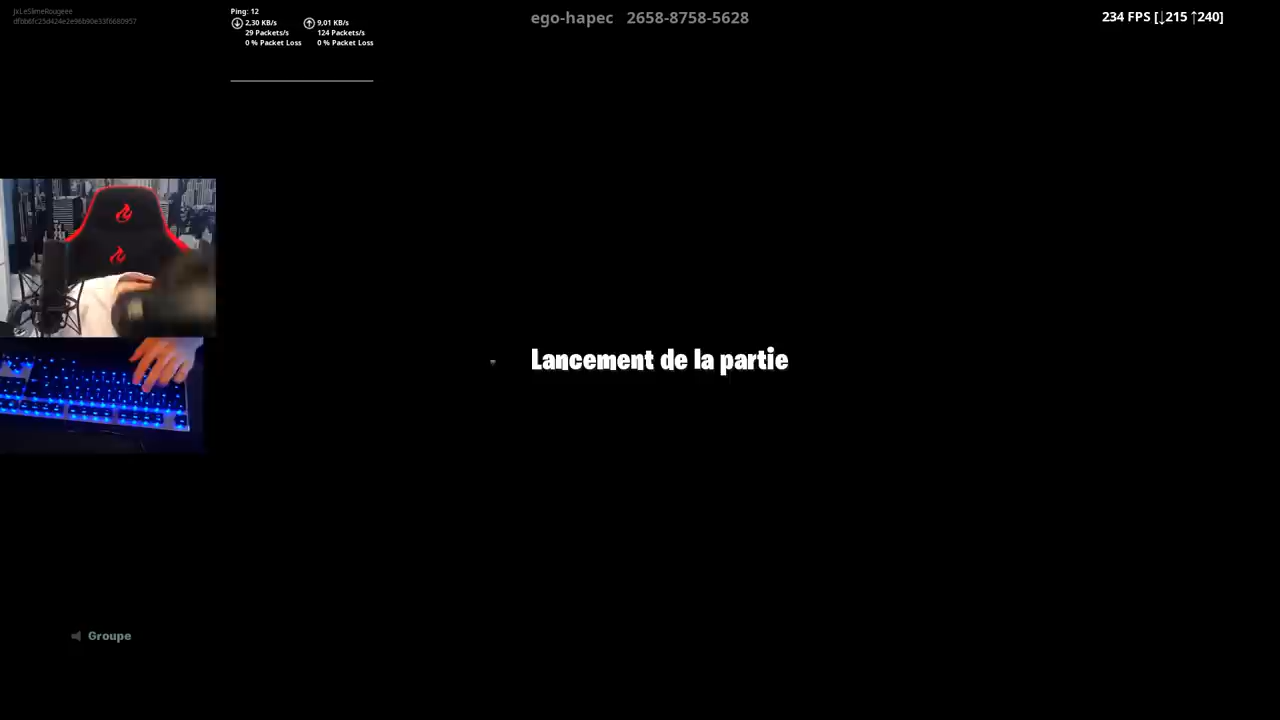 JxLeSlimeRougeee
Ping: 12
2,30 KB/s 9,01 KB/s
29 Packets/s 124 Packets/s
0 % Packet Loss 0 % Packet Loss
ego-hapec 2658-8758-5628
234 FPS [↓215 ↑240]
Lancement de la partie
Groupe